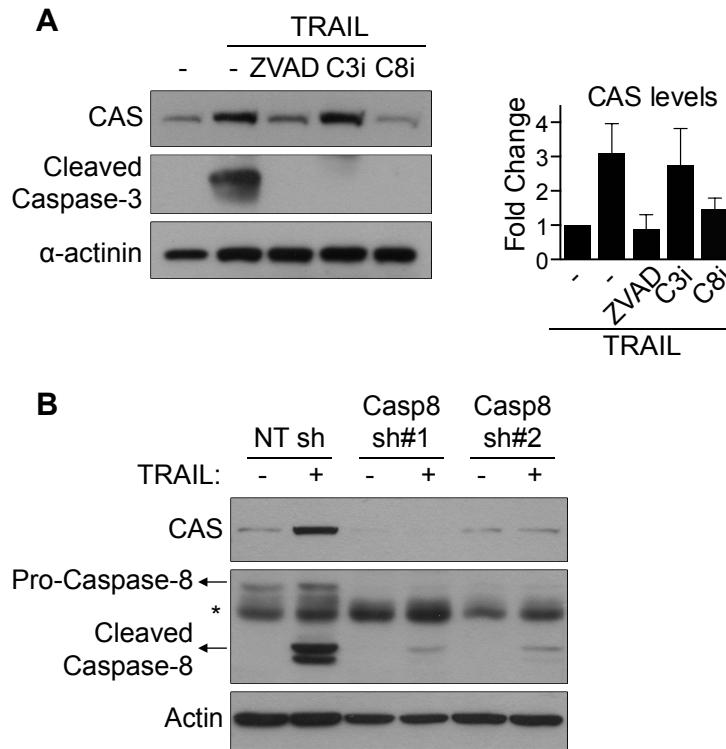 A
TRAIL
- - ZVAD C3i C8i
CAS
Cleaved
Caspase-3
α-actinin
CAS levels
Fold Change
4
3
2
1
0
- - ZVAD C3i C8i
TRAIL
B
NT sh
Casp8
sh#1
Casp8
sh#2
TRAIL: - + - + - +
CAS
Pro-Caspase-8
*
Cleaved
Caspase-8
Actin